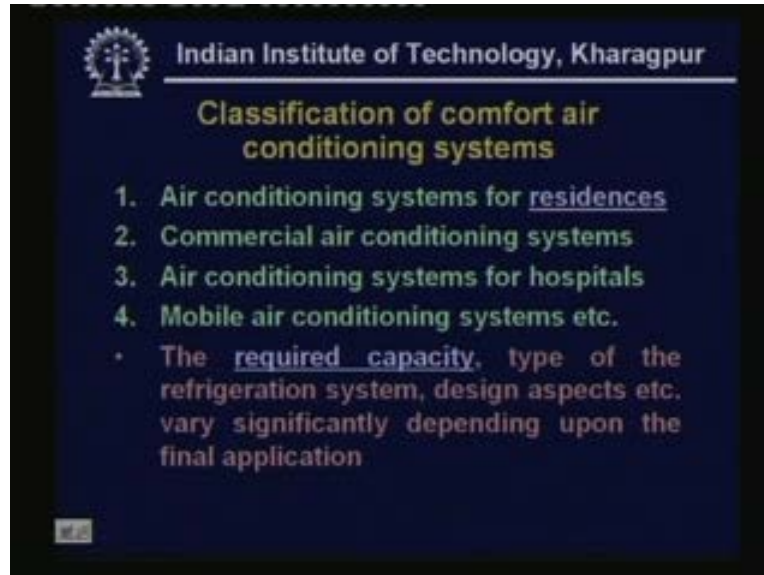 Indian Institute of Technology, Kharagpur
Classification of comfort air
conditioning systems
1. Air conditioning systems for residences
2. Commercial air conditioning systems
3. Air conditioning systems for hospitals
4. Mobile air conditioning systems etc.
• The required capacity, type of the
refrigeration system, design aspects etc.
vary significantly depending upon the
final application